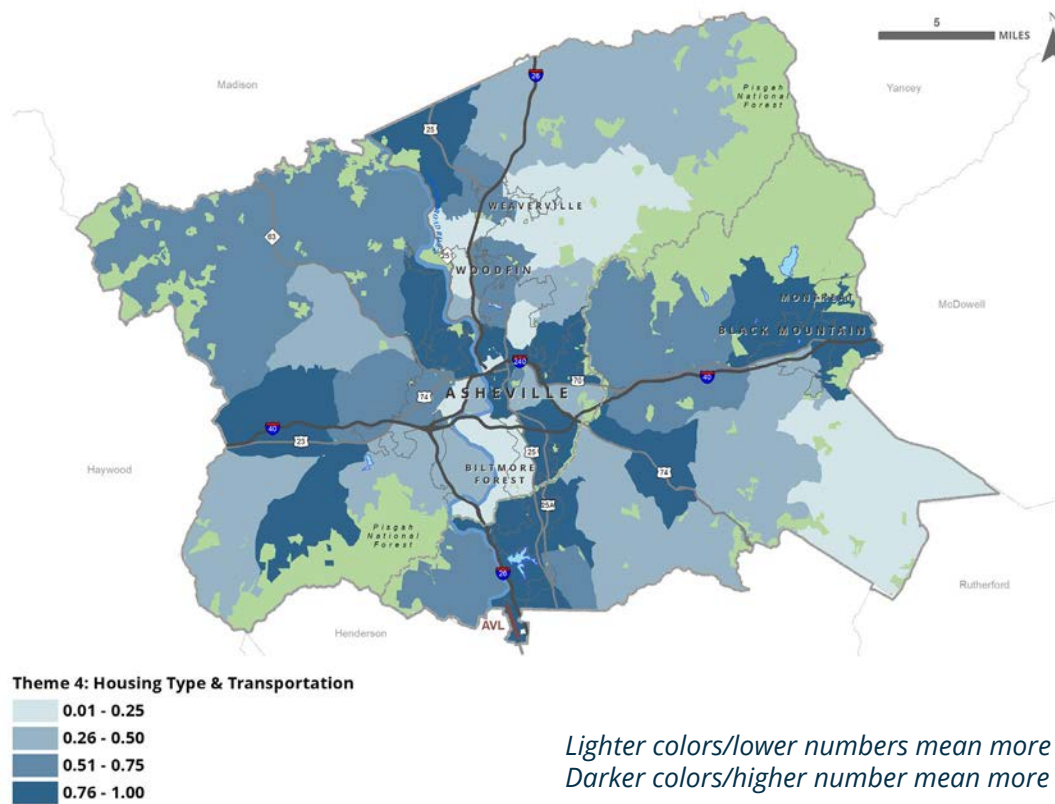 5
MILES
N
Madison
Yancey
26
Pisgah
National
Forest
25
WEAVERVILLE
63
25
WOODFIN
MONTREAT
McDowell
BLACK MOUNTAIN
240
70
40
74
ASHEVILLE
40
23
25
74
Haywood
BILTMORE
FOREST
25A
Pisgah
National
Forest
26
Rutherford
AVL
Henderson
Theme 4: Housing Type & Transportation
0.01 - 0.25
0.26 - 0.50
0.51 - 0.75
0.76 - 1.00
Lighter colors/lower numbers mean more
Darker colors/higher number mean more